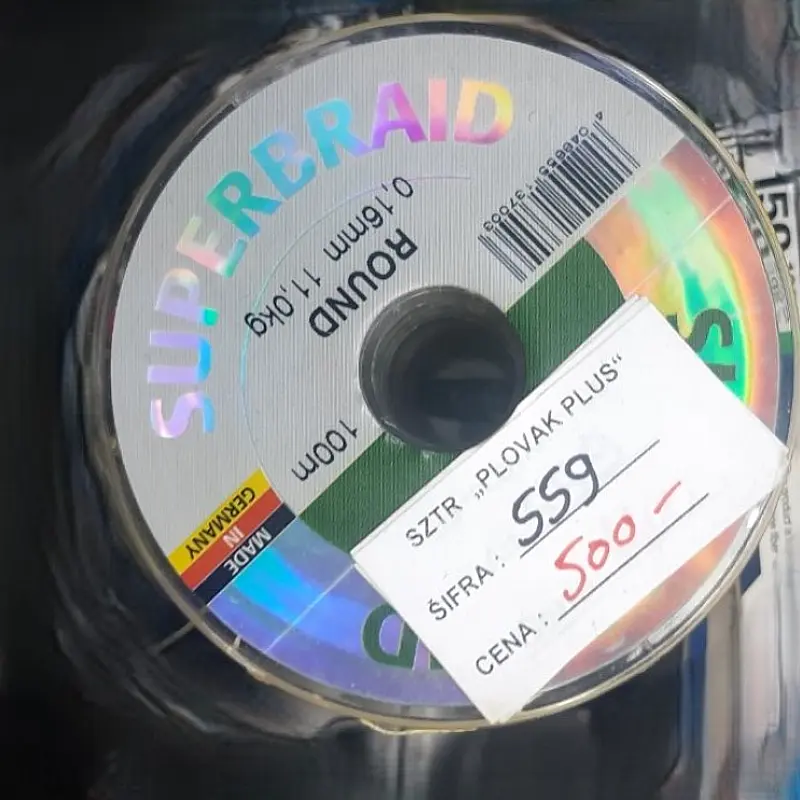 SUPERBRAID
ROUND
0,16mm 11,0kg
100m
MADE
IN
GERMANY
SZTR „PLOVAK PLUS“
ŠIFRA : 559
CENA : 500 -